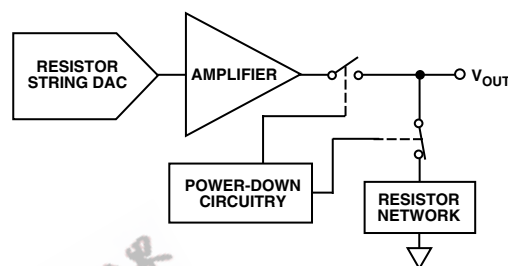 RESISTOR
STRING DAC
AMPLIFIER
VOUT
POWER-DOWN
CIRCUITRY
RESISTOR
NETWORK